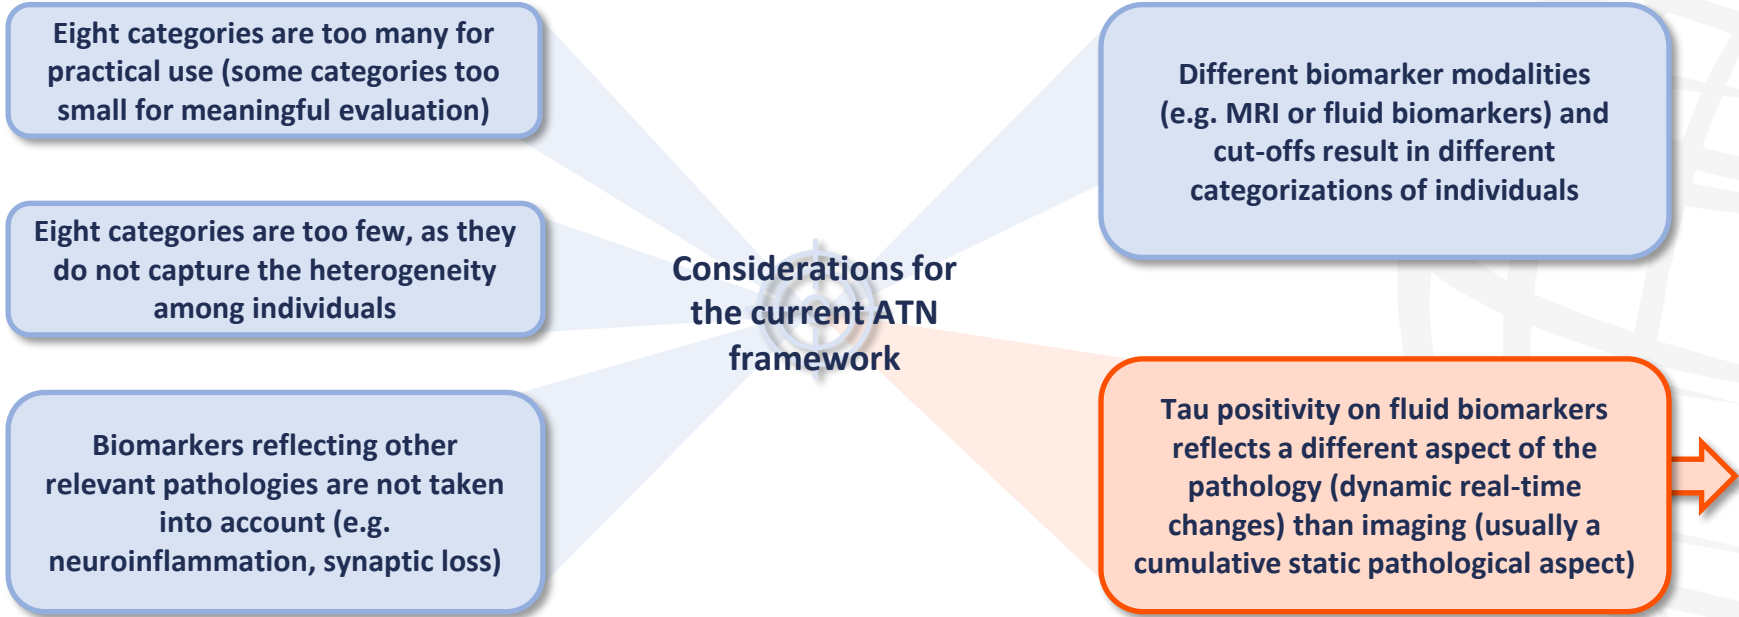 Eight categories are too many for
practical use (some categories too
small for meaningful evaluation)
Eight categories are too few, as they
do not capture the heterogeneity
among individuals
Biomarkers reflecting other
relevant pathologies are not taken
into account (e.g.
neuroinflammation, synaptic loss)
Considerations for
the current ATN
framework
Different biomarker modalities
(e.g. MRI or fluid biomarkers) and
cut-offs result in different
categorizations of individuals
Tau positivity on fluid biomarkers
reflects a different aspect of the
pathology (dynamic real-time
changes) than imaging (usually a
cumulative static pathological aspect)